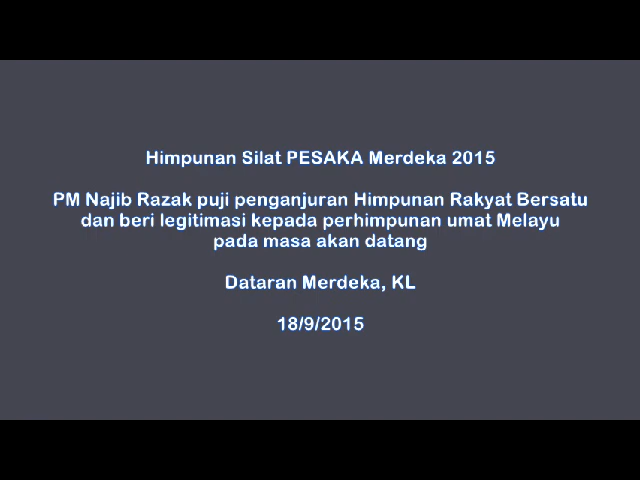 Himpunan Silat PESAKA Merdeka 2015
PM Najib Razak puji penganjuran Himpunan Rakyat Bersatu
dan beri legitimasi kepada perhimpunan umat Melayu
pada masa akan datang
Dataran Merdeka, KL
18/9/2015